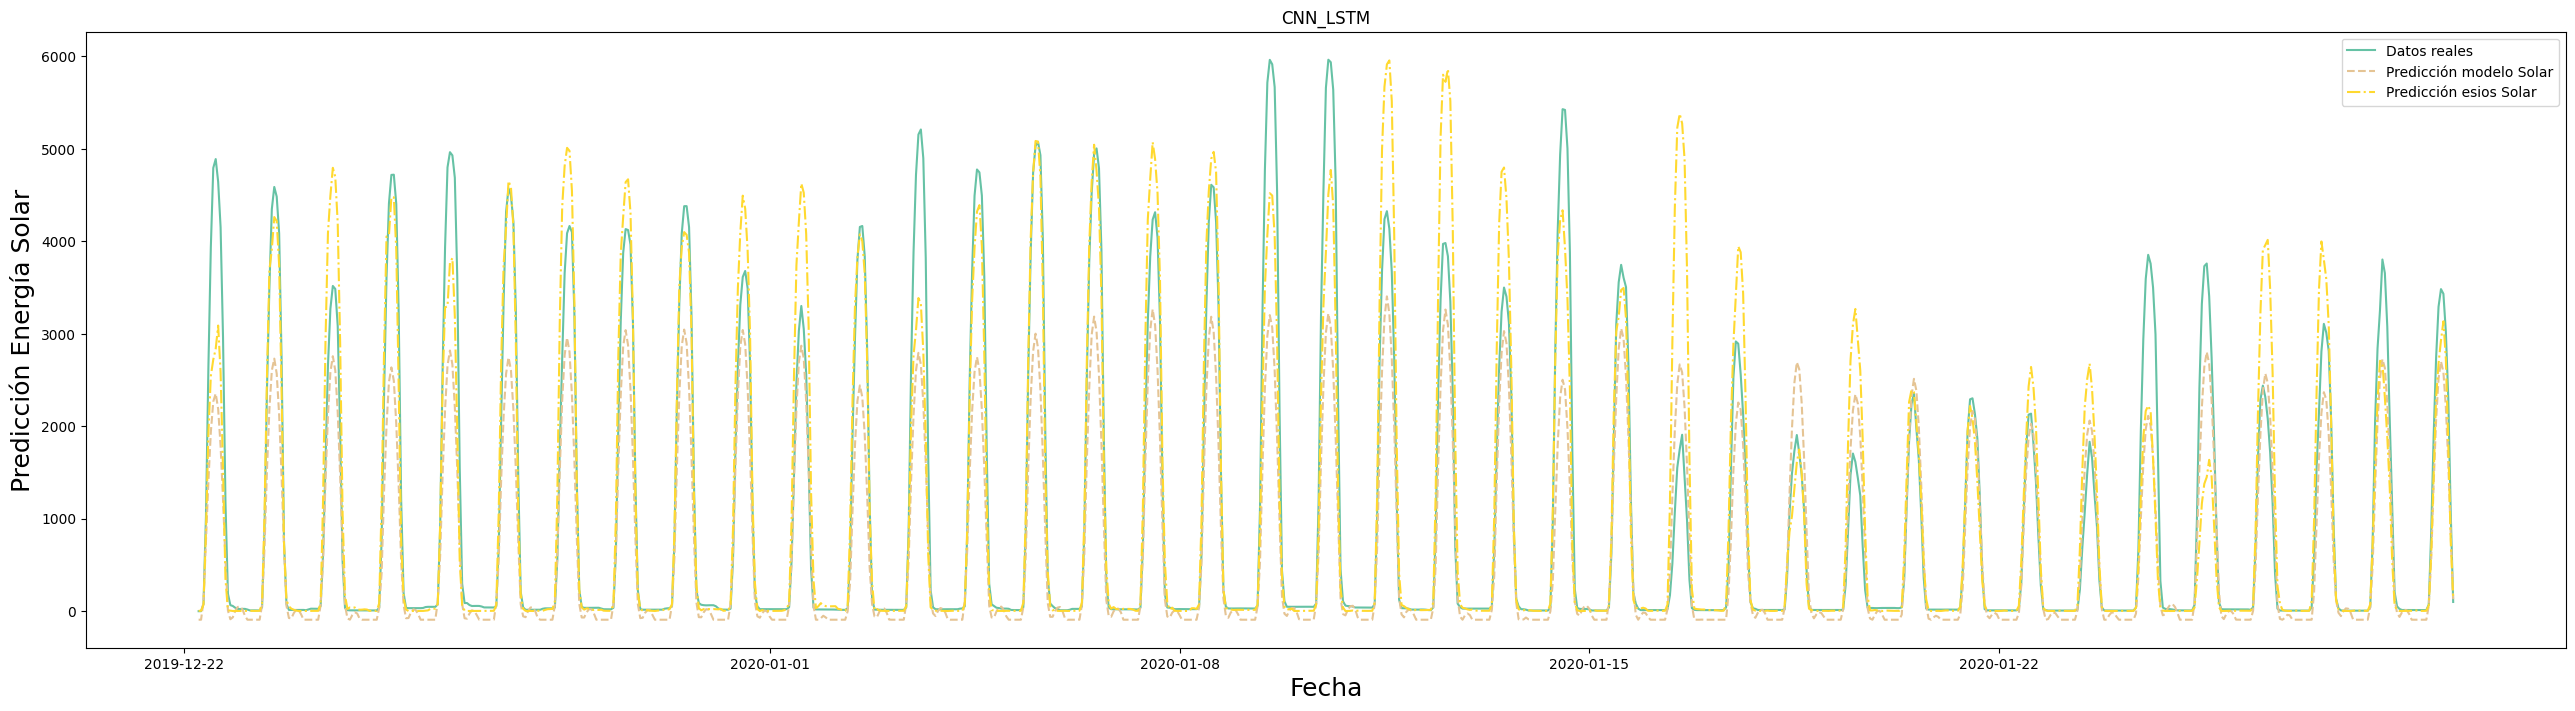 CNN_LSTM
Datos reales
Predicción modelo Solar
Predicción esios Solar
Predicción Energía Solar
6000
5000
4000
3000
2000
1000
0
2019-12-22
2020-01-01
2020-01-08
2020-01-15
2020-01-22
Fecha